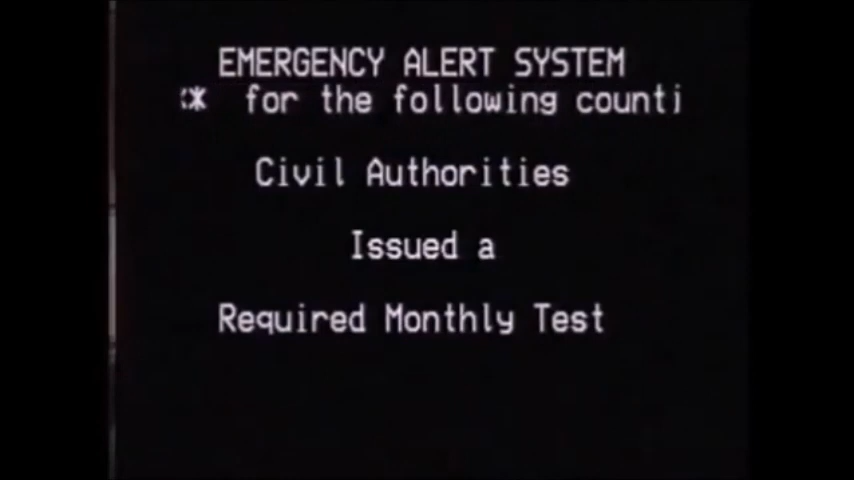 EMERGENCY ALERT SYSTEM
* for the following counti
Civil Authorities
Issued a
Required Monthly Test